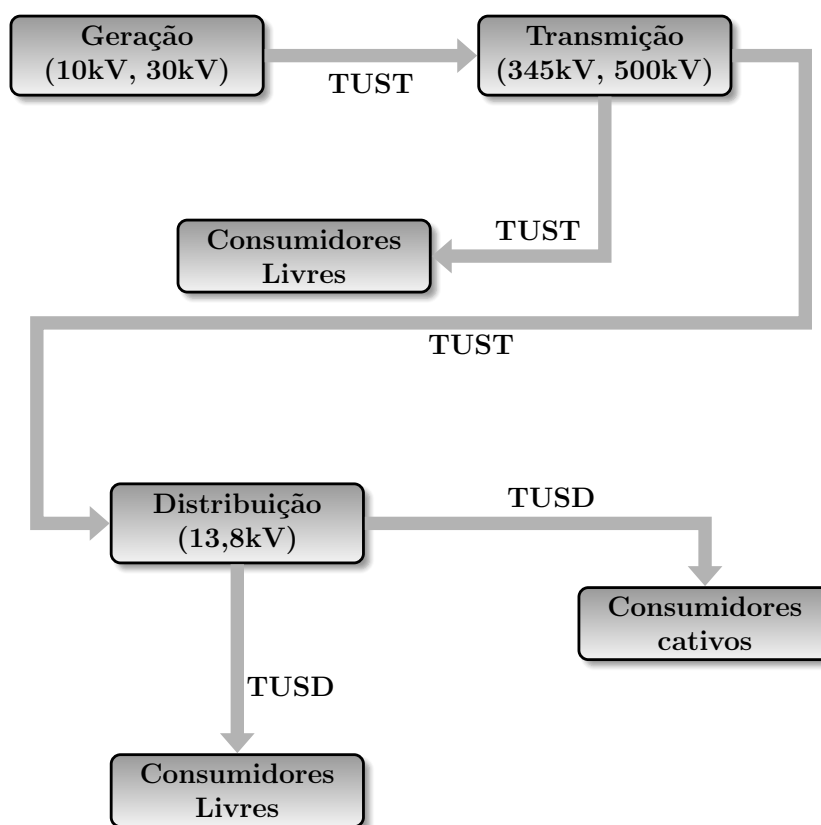 Geração
(10kV, 30kV)
TUST
Transmição
(345kV, 500kV)
TUST
Consumidores
Livres
TUST
Distribuição
(13,8kV)
TUSD
Consumidores
cativos
TUSD
Consumidores
Livres